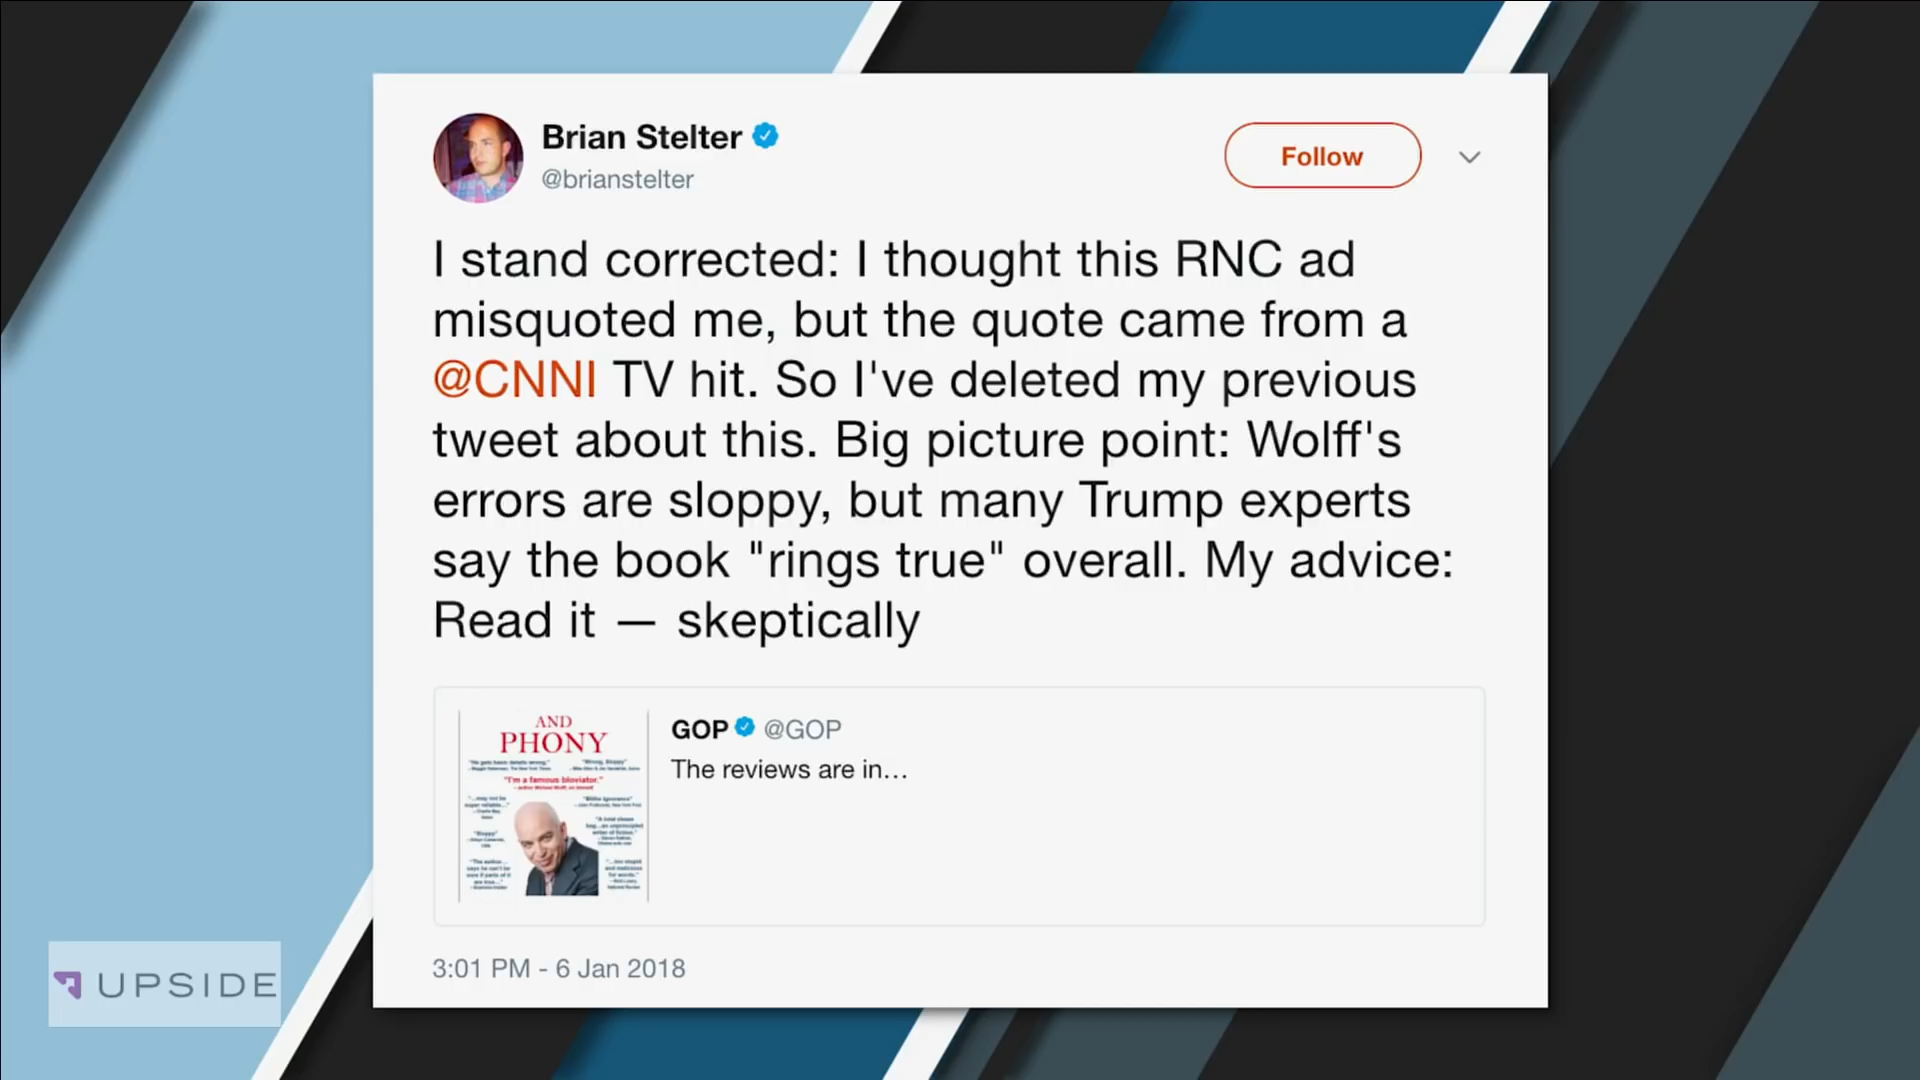 Brian Stelter
@brianstelter
Follow
I stand corrected: I thought this RNC ad
misquoted me, but the quote came from a
@CNNI TV hit. So I've deleted my previous
tweet about this. Big picture point: Wolff's
errors are sloppy, but many Trump experts
say the book "rings true" overall. My advice:
Read it — skeptically
AND
PHONY
"I'm a famous bloviator."
GOP @GOP
The reviews are in...
3:01 PM - 6 Jan 2018
UPSIDE